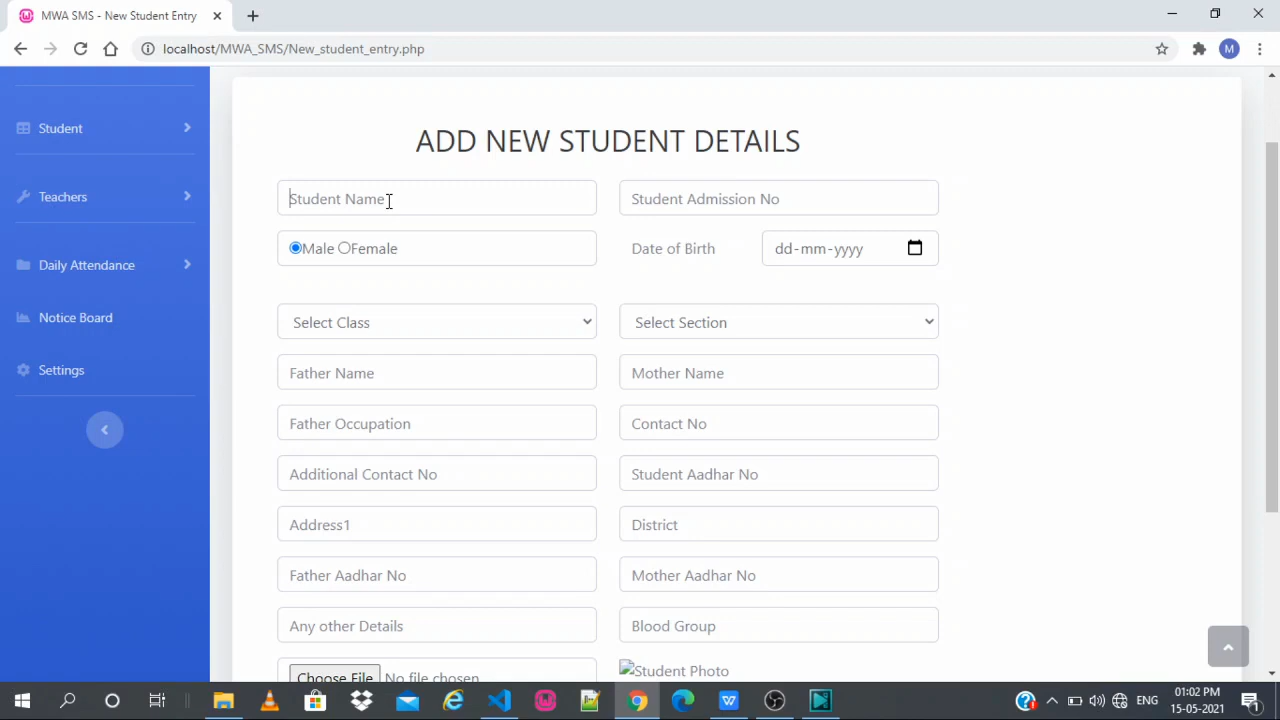 MWA SMS - New Student Entry
localhost/MWA_SMS/New_student_entry.php
M
Student
Teachers
Daily Attendance
Notice Board
Settings
ADD NEW STUDENT DETAILS
Student Name
Student Admission No
Male Female
Date of Birth
dd-mm-yyyy
Select Class
Select Section
Father Name
Mother Name
Father Occupation
Contact No
Additional Contact No
Student Aadhar No
Address1
District
Father Aadhar No
Mother Aadhar No
Any other Details
Blood Group
Choose File No file chosen
Student Photo
ENG
01:02 PM
15-05-2021